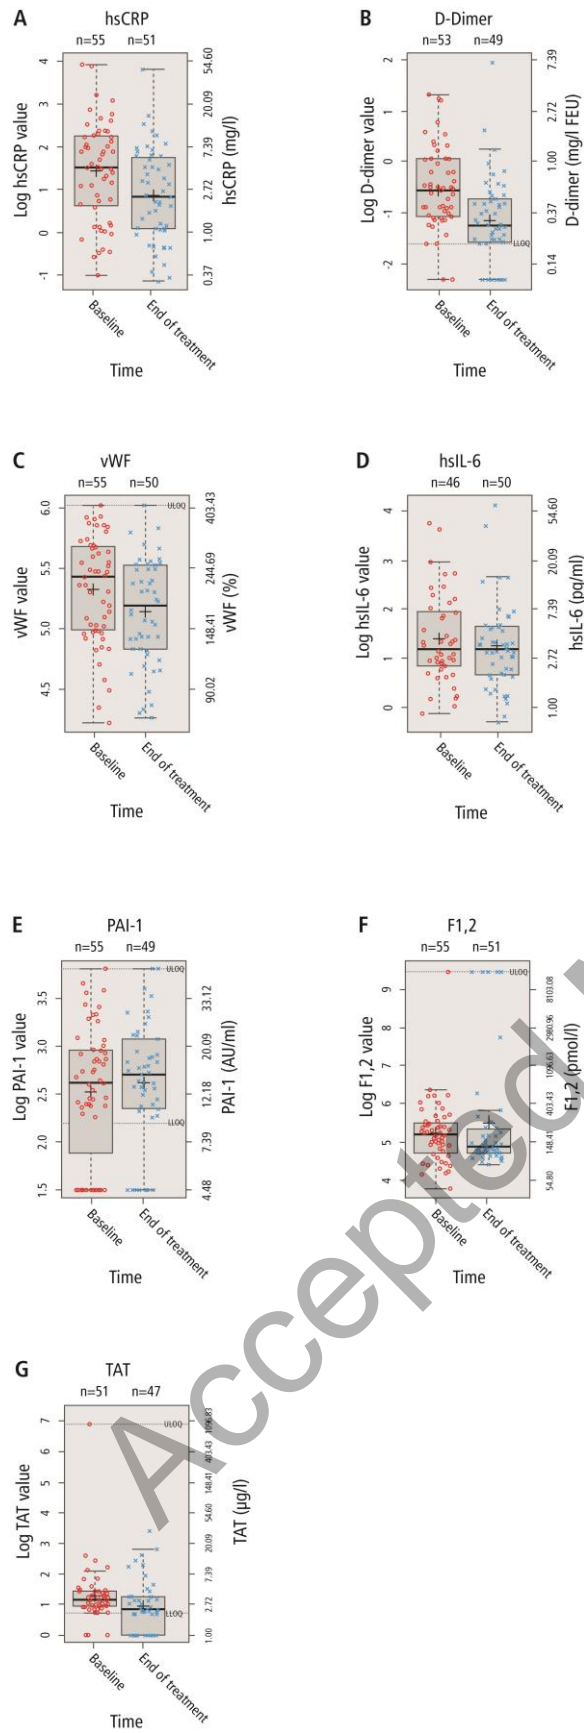 A hsCRP
n=55 n=51
Log hsCRP value
4
3
2
1
0
-1
54.60
20.09
7.39
2.72
1.00
0.37
hsCRP (mg/l)
Baseline
End of treatment
Time
B D-Dimer
n=53 n=49
Log D-dimer value
2
1
0
-1
-2
7.39
2.72
1.00
0.37
0.14
D-dimer (mg/l FEU)
LLOQ
Baseline
End of treatment
Time
C vWF
n=55 n=50
vWF value
6.0
5.5
5.0
4.5
403.43
244.69
148.41
90.02
vWF (%)
ULOQ
Baseline
End of treatment
Time
D hsIL-6
n=46 n=50
Log hsIL-6 value
4
3
2
1
0
54.60
20.09
7.39
2.72
1.00
hsIL-6 (pg/ml)
Baseline
End of treatment
Time
E PAI-1
n=55 n=49
Log PAI-1 value
3.5
3.0
2.5
2.0
1.5
33.12
20.09
12.18
7.39
4.48
PAI-1 (AU/ml)
ULOQ
LLOQ
Baseline
End of treatment
Time
F F1,2
n=55 n=51
Log F1,2 value
9
8
7
6
5
4
8103.08
2980.96
1096.63
403.43
148.41
54.80
F1,2 (pmol/l)
ULOQ
Baseline
End of treatment
Time
G TAT
n=51 n=47
Log TAT value
7
6
5
4
3
2
1
0
1096.83
403.43
148.41
54.60
20.09
7.39
2.72
1.00
TAT (µg/l)
ULOQ
LLOQ
Baseline
End of treatment
Time
Accepted